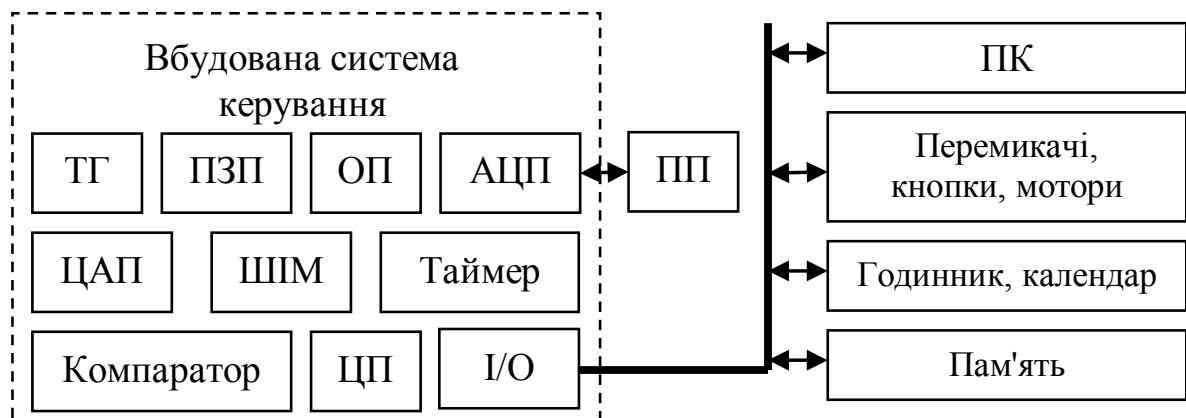 Вбудована система
керування
ТГ
ПЗП
ОП
АЦП
ПП
ЦАП
ШІМ
Таймер
Компаратор
ЦП
І/О
ПК
Перемикачі,
кнопки, мотори
Годинник, календар
Пам'ять